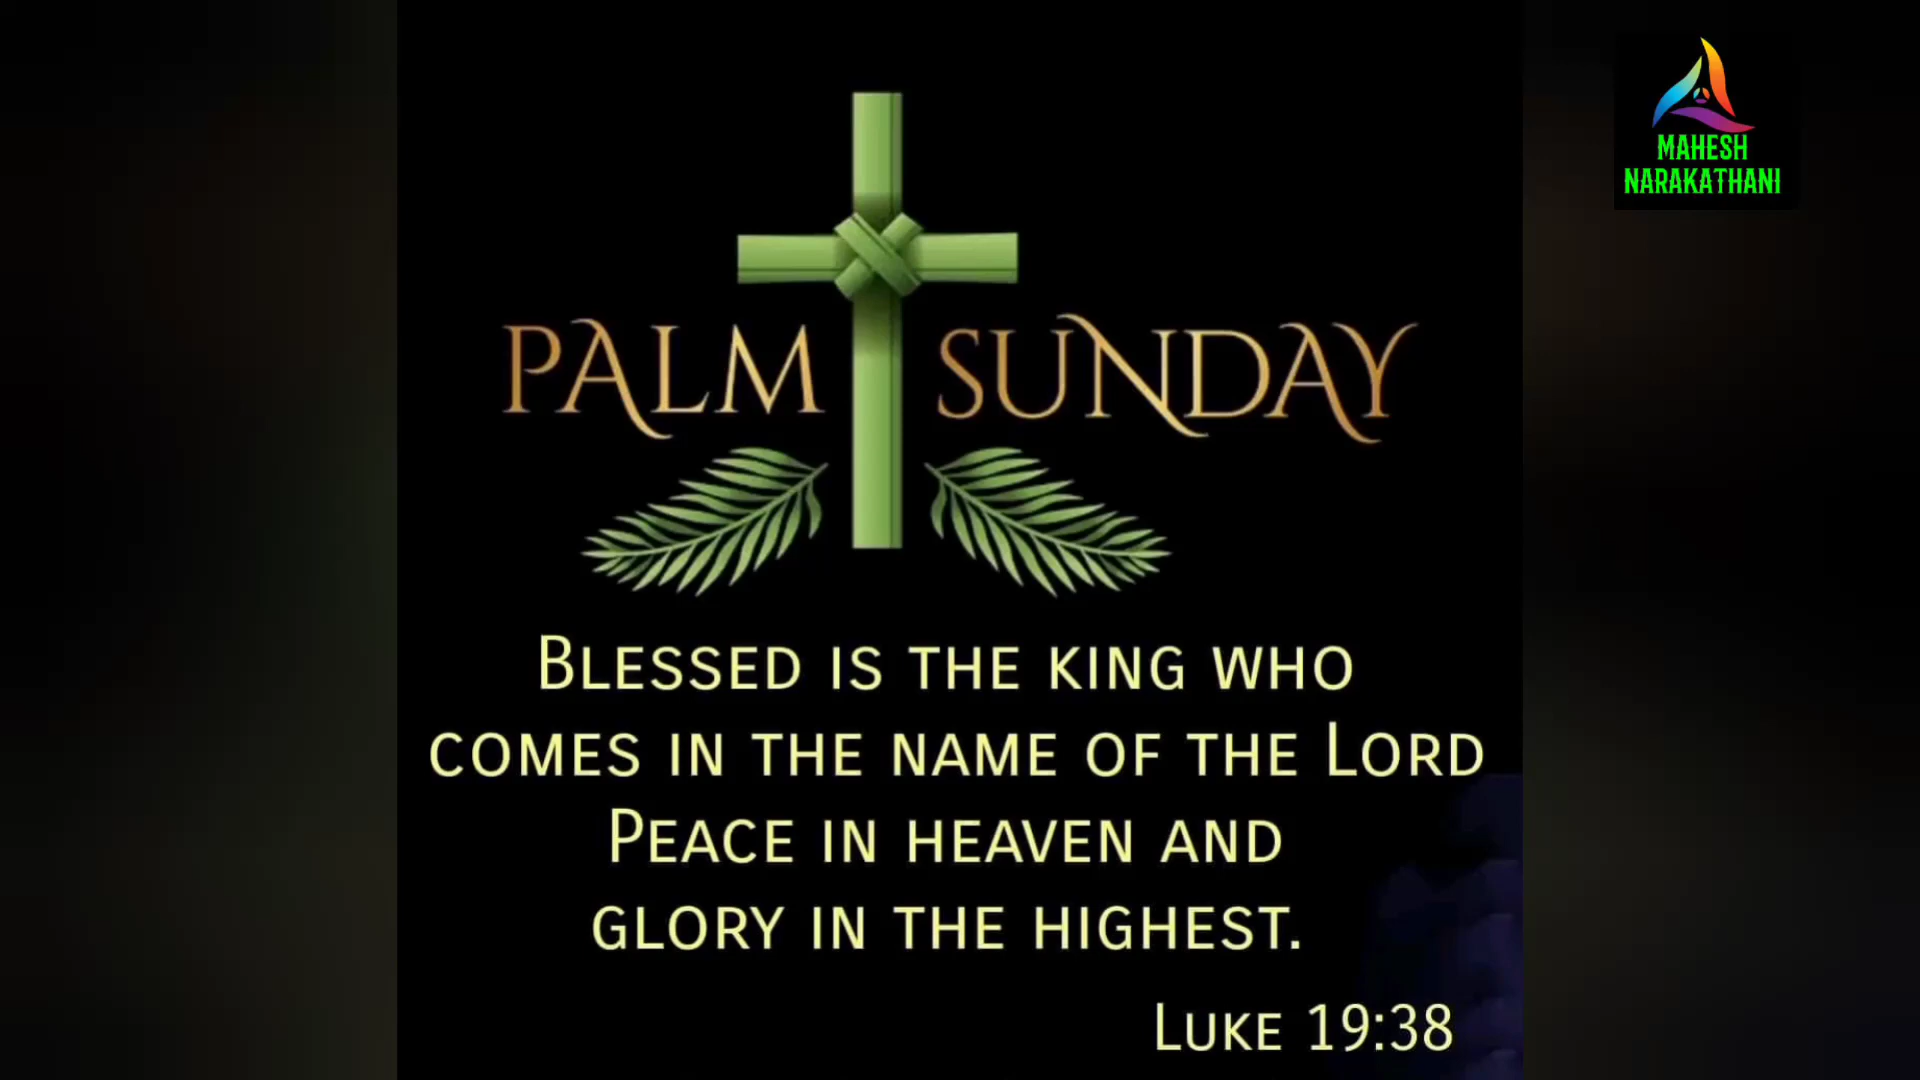 MAHESH
NARAKATHANI
PALM SUNDAY
BLESSED IS THE KING WHO
COMES IN THE NAME OF THE LORD
PEACE IN HEAVEN AND
GLORY IN THE HIGHEST.
LUKE 19:38